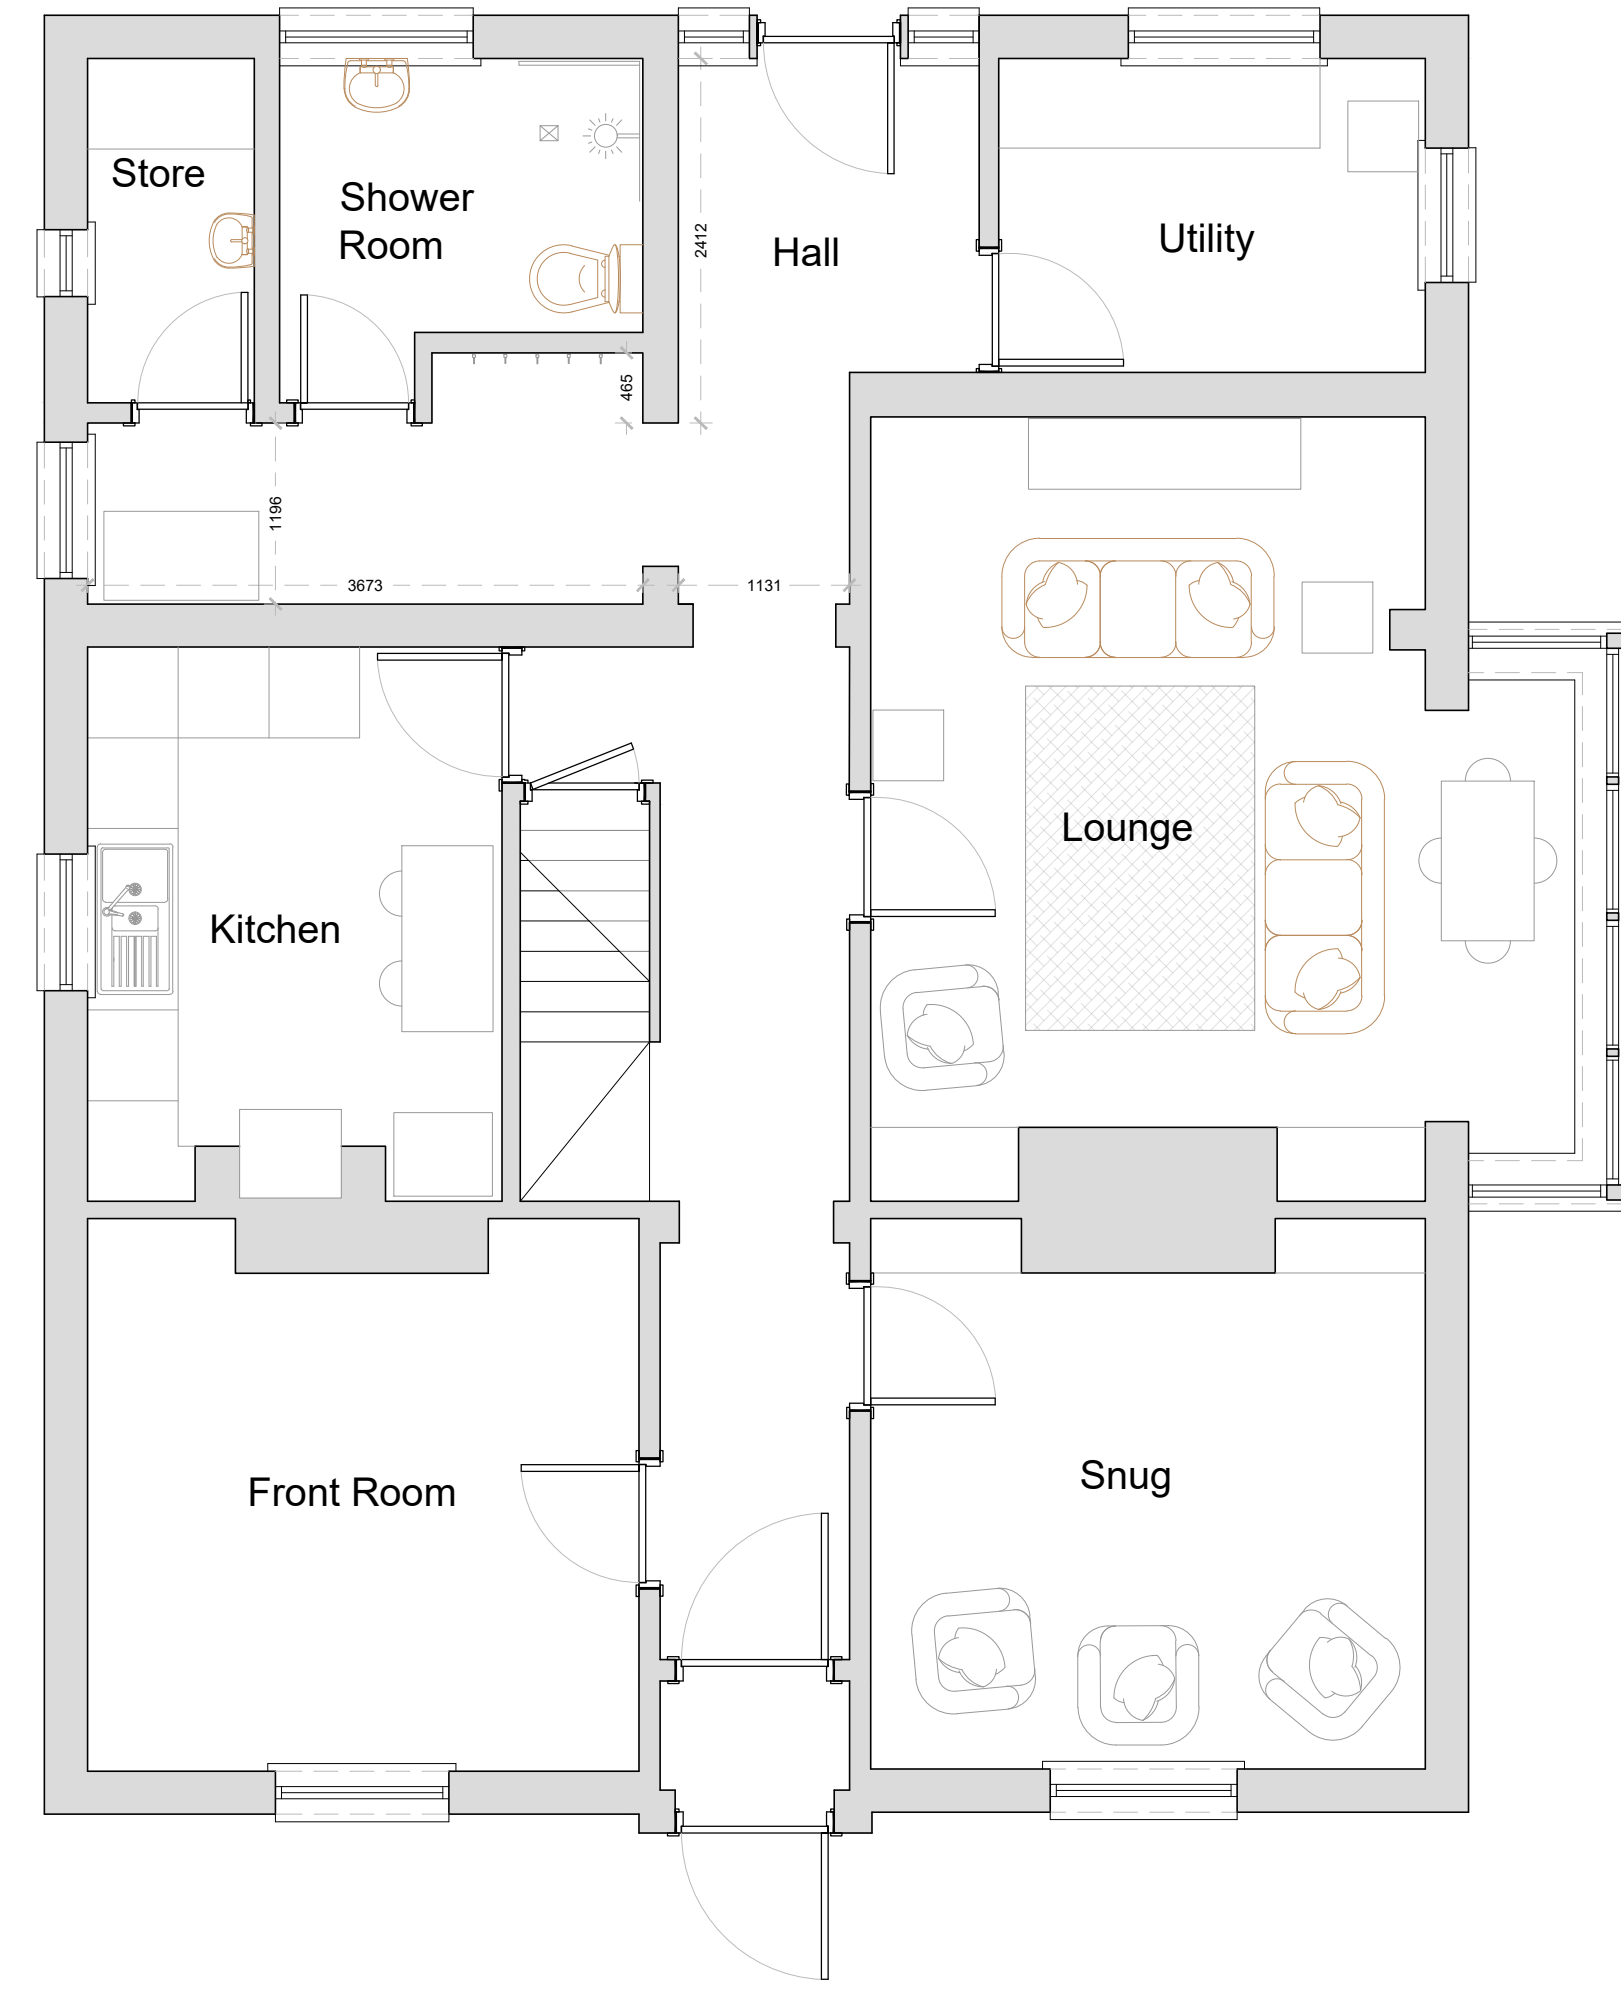 Store
Shower
Room
Hall
Utility
2412
465
1196
3673
1131
Lounge
Kitchen
Front Room
Snug